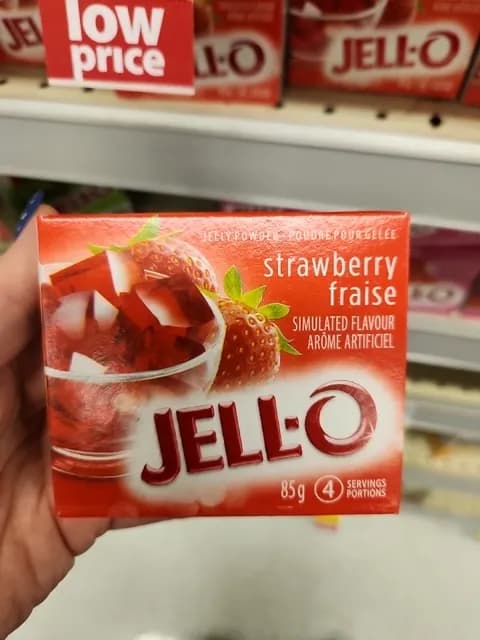 low
price
JELL-O
JELL-O
JELLY POWDER • POUDRE POUR GELÉE
strawberry
fraise
SIMULATED FLAVOUR
ARÔME ARTIFICIEL
JELL-O
85g 4 SERVINGS
PORTIONS